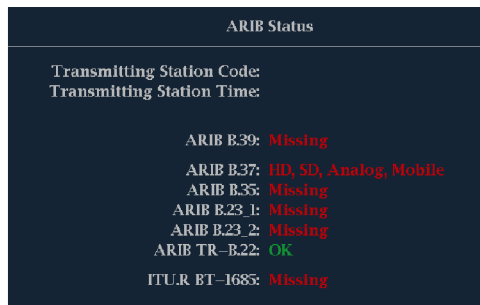 ARIB Status
Transmitting Station Code:
Transmitting Station Time:
ARIB B.39: Missing
ARIB B.37: HD, SD, Analog, Mobile
ARIB B.35: Missing
ARIB B.23_1: Missing
ARIB B.23_2: Missing
ARIB TR-B.22: OK
ITU.R BT-1685: Missing